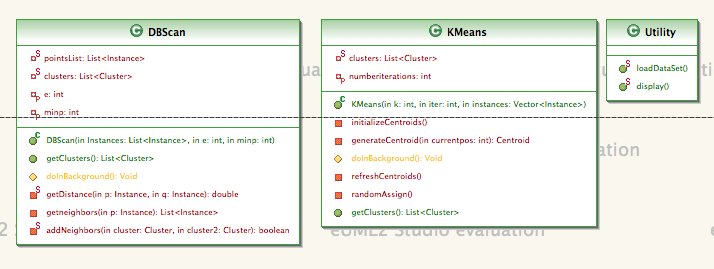 DBScan
pointsList: List<Instance>
clusters: List<Cluster>
e: int
minp: int
DBScan(in Instances: List<Instance>, in e: int, in minp: int)
getClusters(): List<Cluster>
doInBackground(): Void
getDistance(in p: Instance, in q: Instance): double
getneighbors(in p: Instance): List<Instance>
addNeighbors(in cluster: Cluster, in cluster2: Cluster): boolean
KMeans
clusters: List<Cluster>
numberiterations: int
KMeans(in k: int, in iter: int, in instances: Vector<Instance>)
initializeCentroids()
generateCentroid(in currentpos: int): Centroid
doInBackground(): Void
refreshCentroids()
randomAssign()
getClusters(): List<Cluster>
Utility
loadDataSet()
display()
eUML2 Studio evaluation